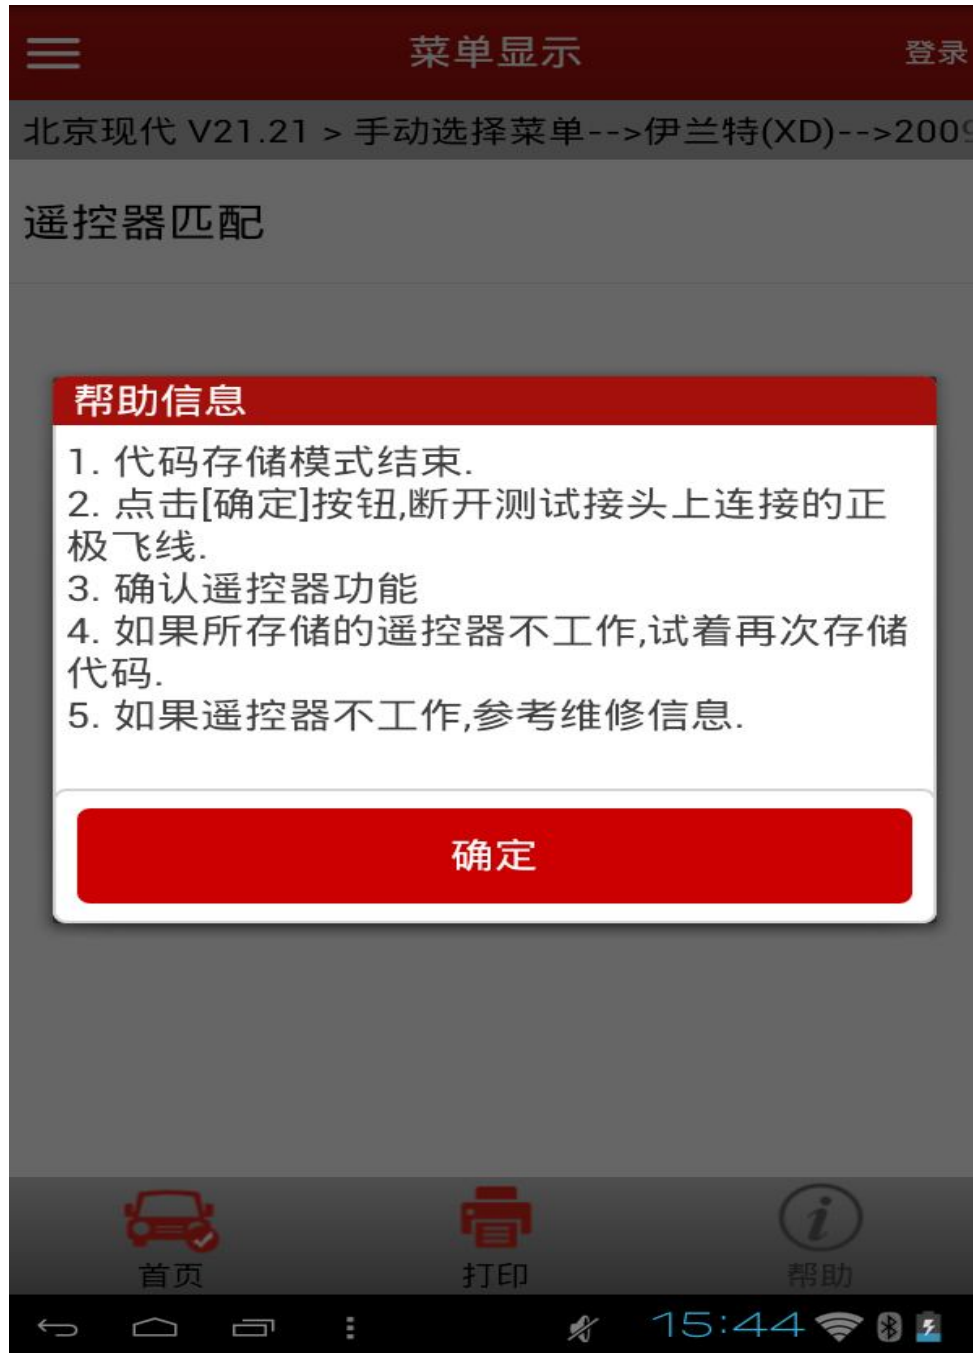 菜单显示
登录
北京现代 V21.21 > 手动选择菜单-->伊兰特(XD)-->2009
遥控器匹配
帮助信息
1. 代码存储模式结束.
2. 点击[确定]按钮,断开测试接头上连接的正
极飞线.
3. 确认遥控器功能
4. 如果所存储的遥控器不工作,试着再次存储
代码.
5. 如果遥控器不工作,参考维修信息.
确定
首页
打印
帮助
15:44